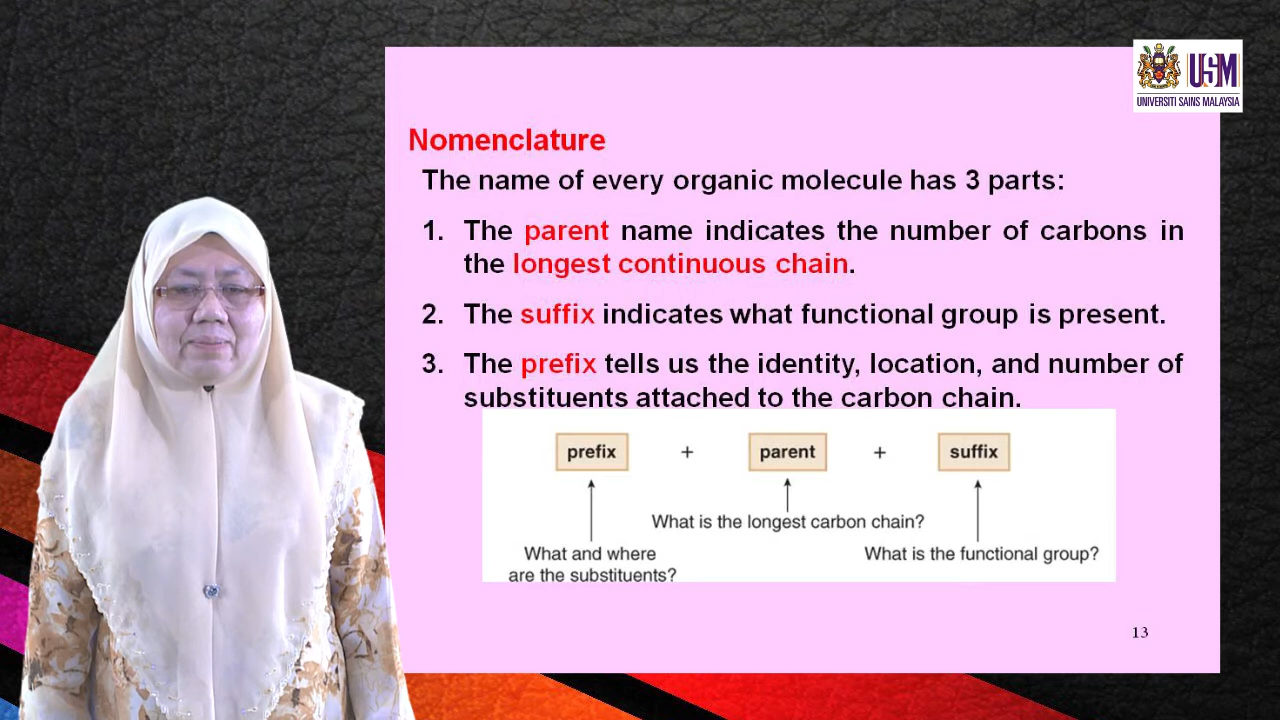 USM
UNIVERSITI SAINS MALAYSIA
Nomenclature
The name of every organic molecule has 3 parts:
1. The parent name indicates the number of carbons in
the longest continuous chain.
2. The suffix indicates what functional group is present.
3. The prefix tells us the identity, location, and number of
substituents attached to the carbon chain.
prefix + parent + suffix
What is the longest carbon chain?
What and where
are the substituents?
What is the functional group?
13